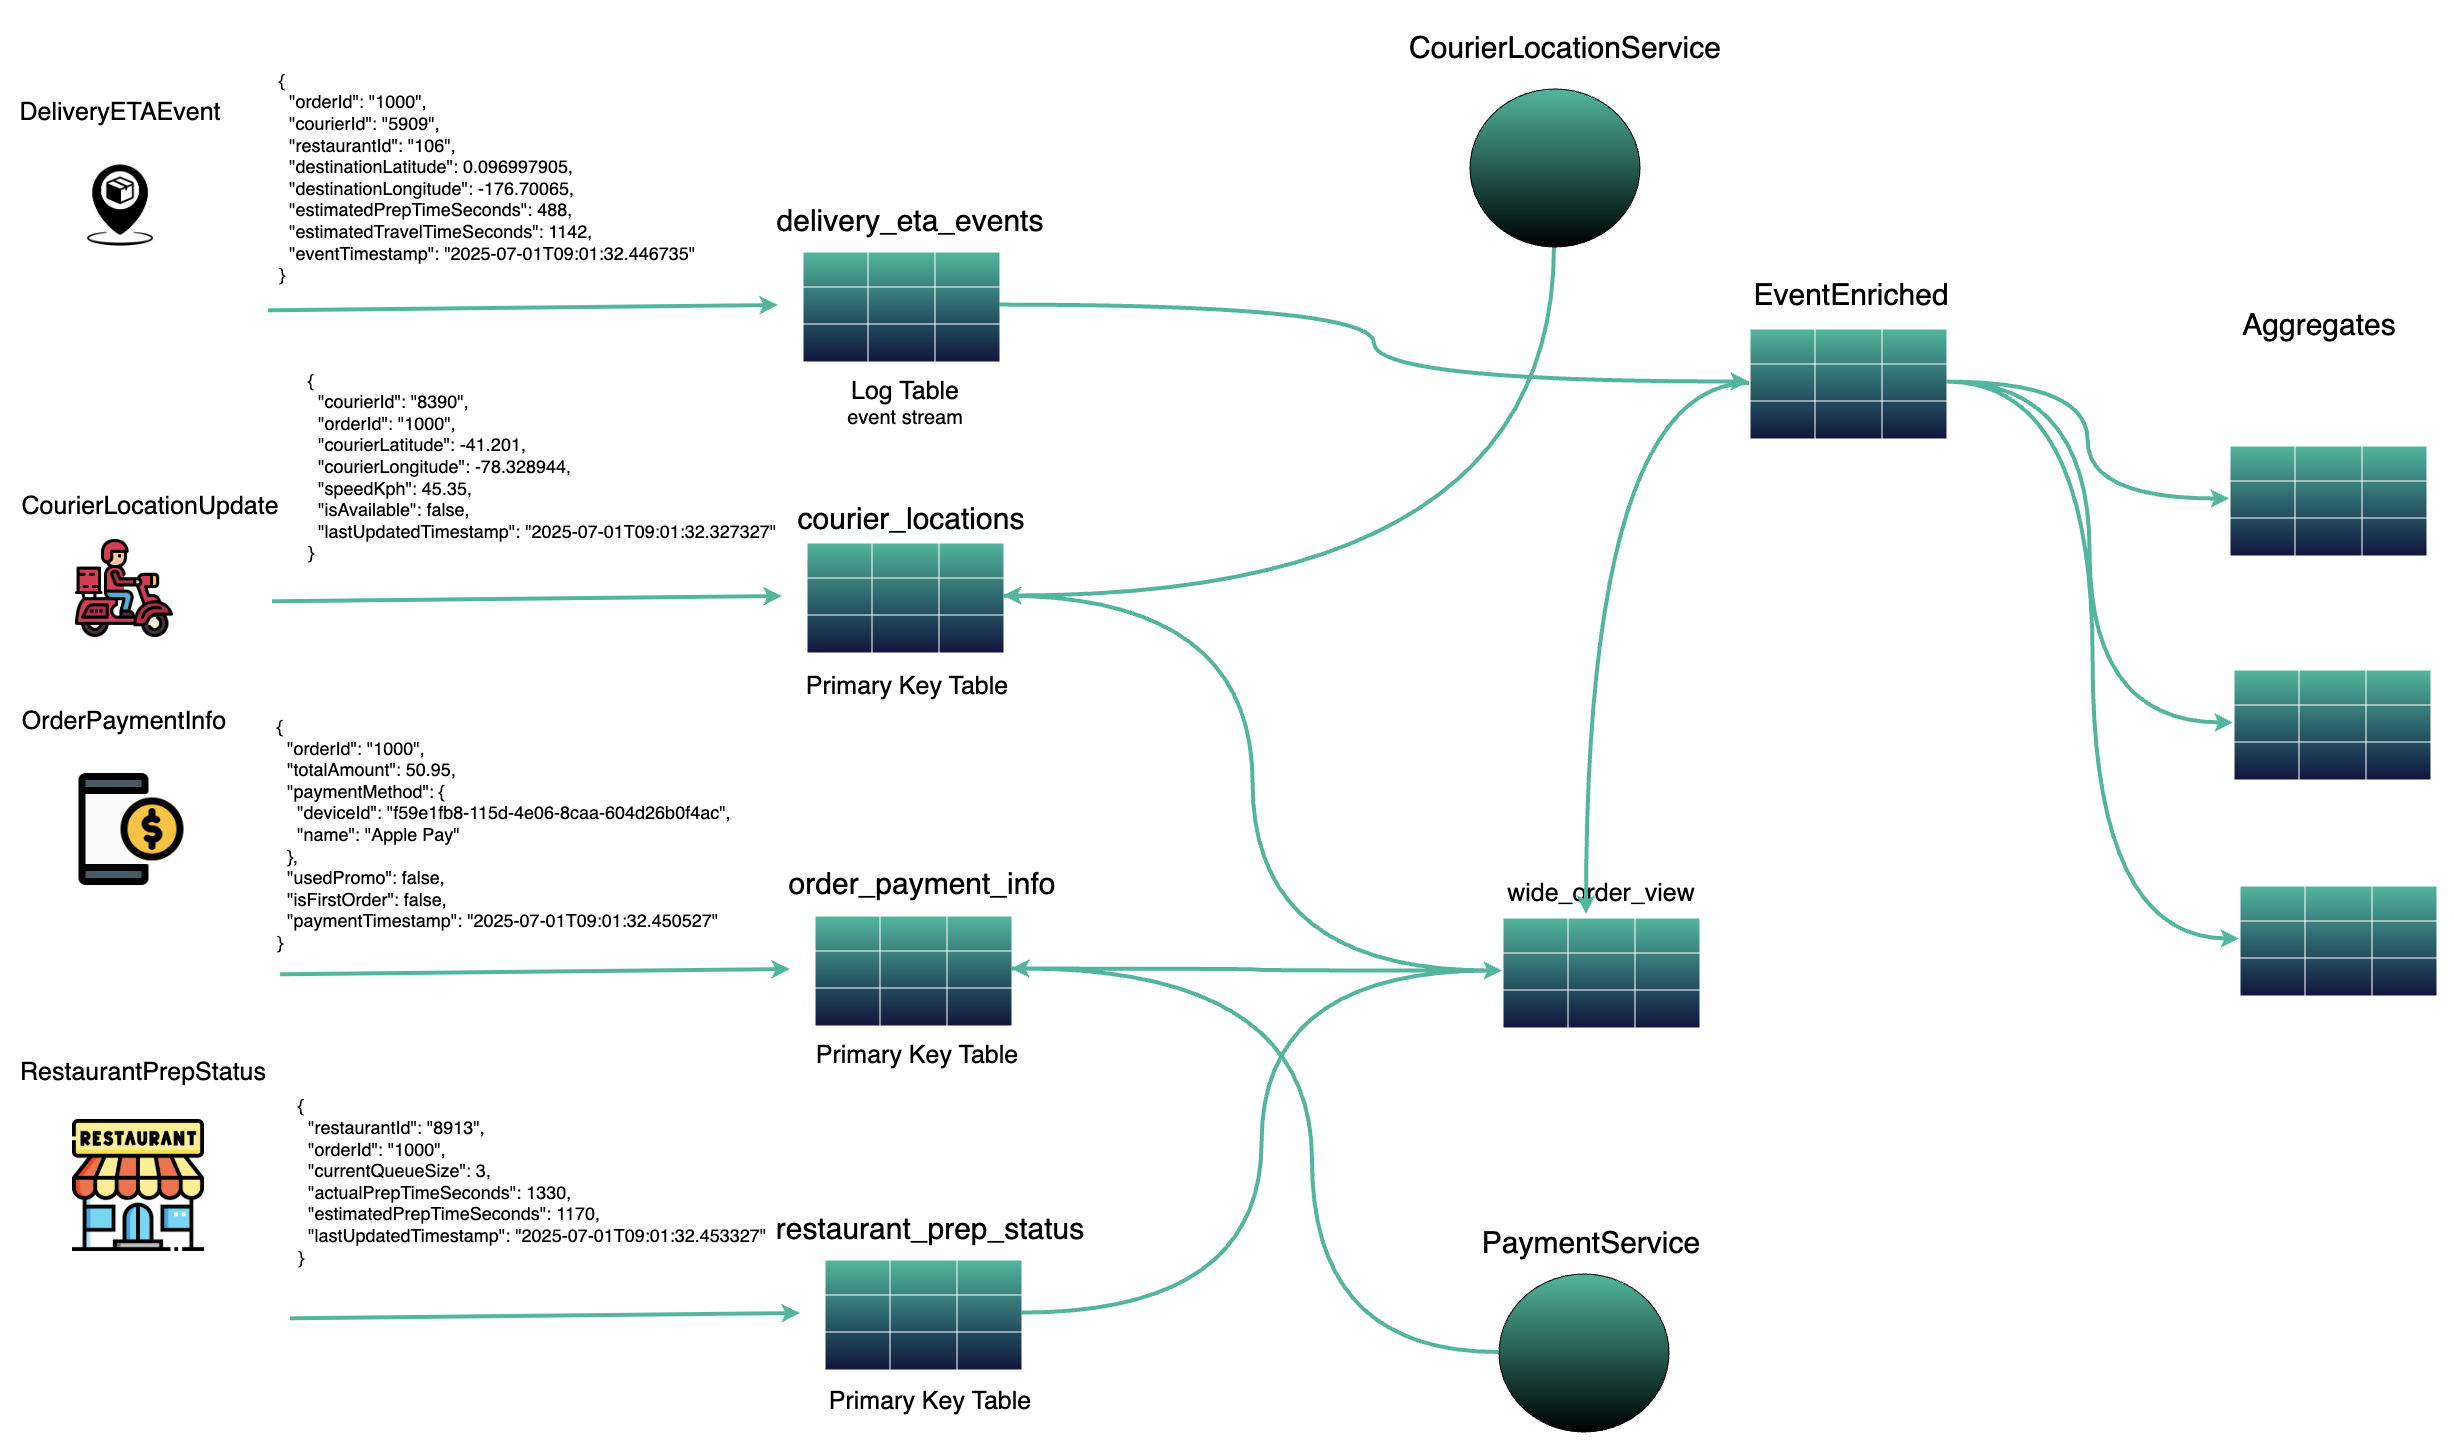 CourierLocationService
DeliveryETAEvent
{
"orderId": "1000",
"courierId": "5909",
"restaurantId": "106",
"destinationLatitude": 0.096997905,
"destinationLongitude": -176.70065,
"estimatedPrepTimeSeconds": 488,
"estimatedTravelTimeSeconds": 1142,
"eventTimestamp": "2025-07-01T09:01:32.446735"
}
delivery_eta_events
Log Table
event stream
EventEnriched
Aggregates
CourierLocationUpdate
{
"courierId": "8390",
"orderId": "1000",
"courierLatitude": -41.201,
"courierLongitude": -78.328944,
"speedKph": 45.35,
"isAvailable": false,
"lastUpdatedTimestamp": "2025-07-01T09:01:32.327327"
}
courier_locations
Primary Key Table
OrderPaymentInfo
{
"orderId": "1000",
"totalAmount": 50.95,
"paymentMethod": {
"deviceId": "f59e1fb8-115d-4e06-8caa-604d26b0f4ac",
"name": "Apple Pay"
},
"usedPromo": false,
"isFirstOrder": false,
"paymentTimestamp": "2025-07-01T09:01:32.450527"
}
order_payment_info
Primary Key Table
wide_order_view
RestaurantPrepStatus
RESTAURANT
{
"restaurantId": "8913",
"orderId": "1000",
"currentQueueSize": 3,
"actualPrepTimeSeconds": 1330,
"estimatedPrepTimeSeconds": 1170,
"lastUpdatedTimestamp": "2025-07-01T09:01:32.453327"
}
restaurant_prep_status
Primary Key Table
PaymentService